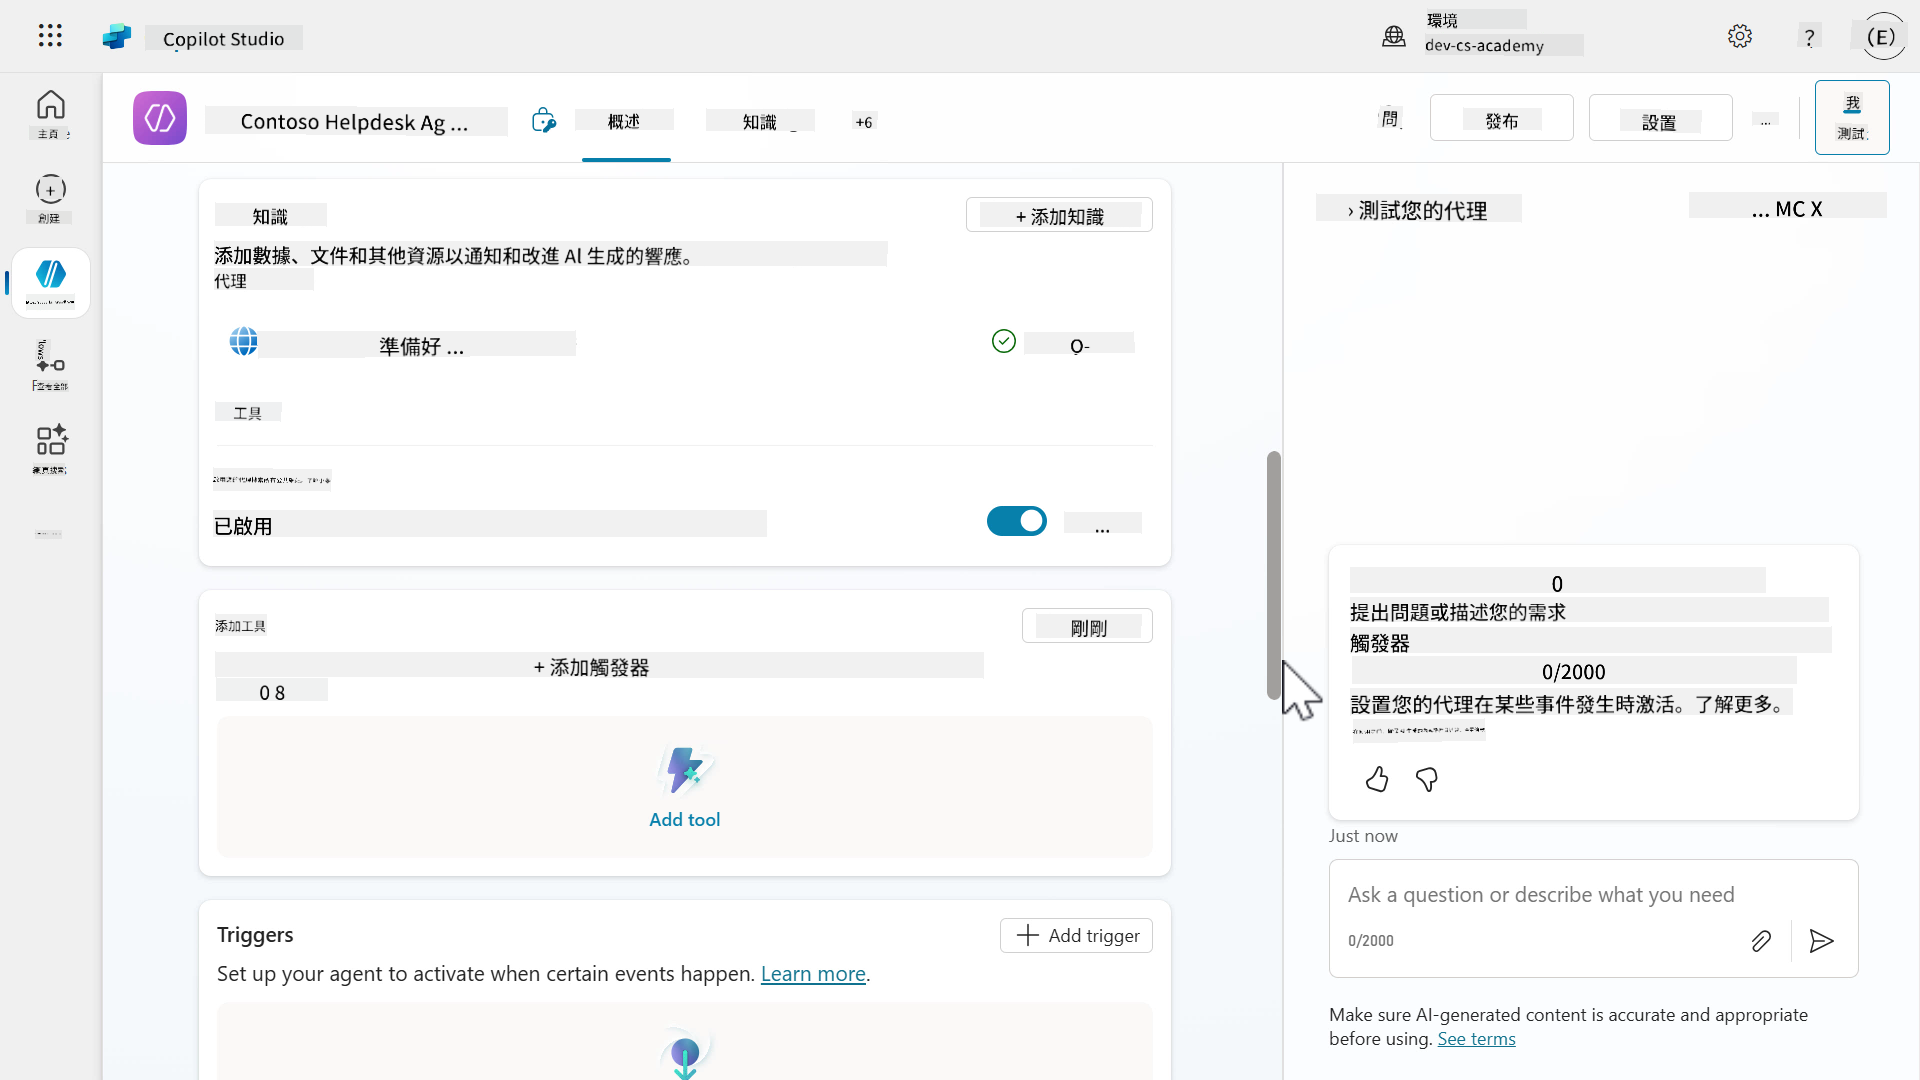 Copilot Studio
環境
dev-cs-academy
?
(E)
主頁
Contoso Helpdesk Ag ...
概述
知識
+6
問
發布
設置
...
我
測試
創建
知識
+ 添加知識
添加數據、文件和其他資源以通知和改進 Al 生成的響應。
代理
準備好 ...
Q-
工具
已啟用
...
查看全部
添加工具
剛剛
+ 添加觸發器
0 8
Add tool
Triggers
Add trigger
Set up your agent to activate when certain events happen. Learn more.
› 測試您的代理
... MC X
0
提出問題或描述您的需求
觸發器
0/2000
設置您的代理在某些事件發生時激活。了解更多。
Just now
Ask a question or describe what you need
0/2000
Make sure AI-generated content is accurate and appropriate
before using. See terms